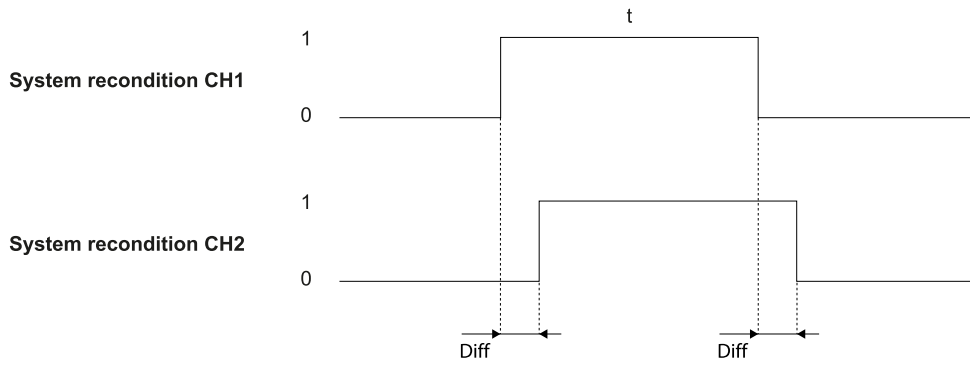 t
1
System recondition CH1
0
1
System recondition CH2
0
Diff Diff